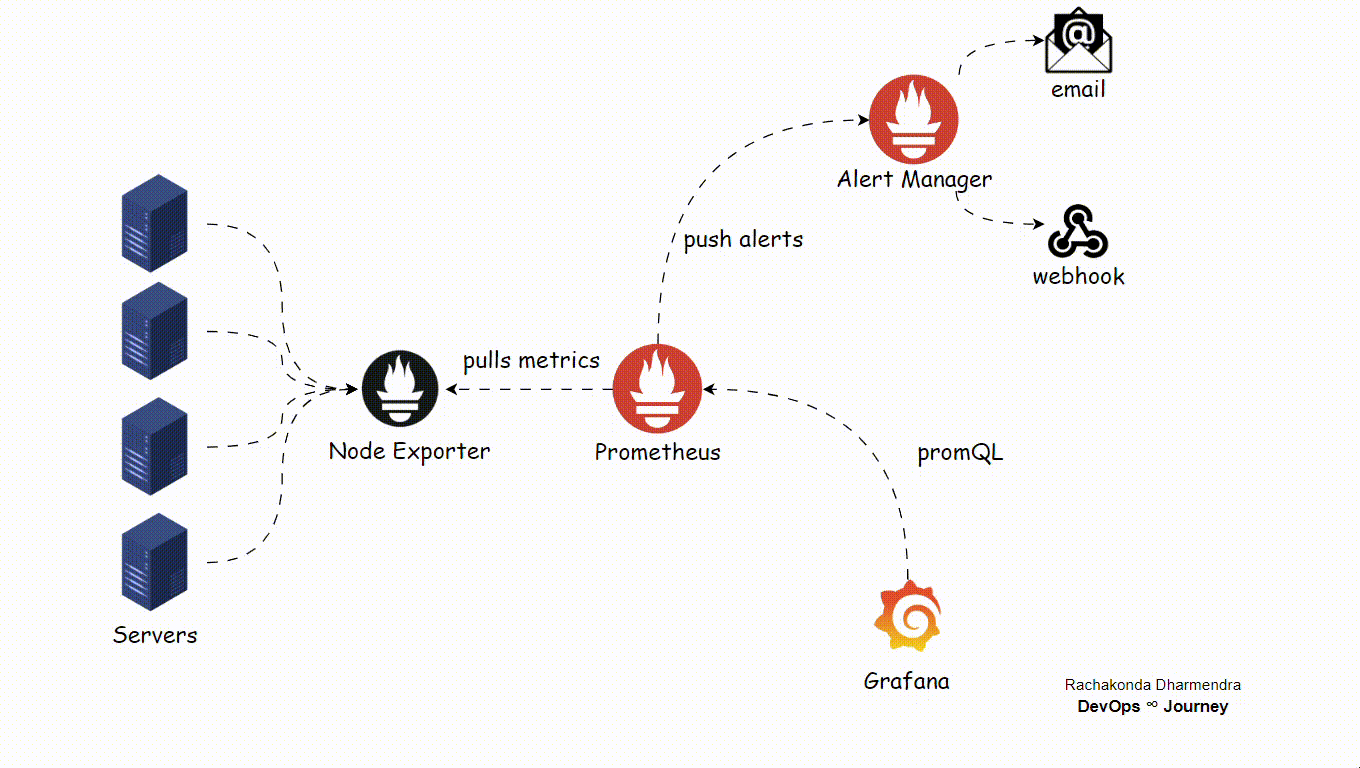 email
Alert Manager
push alerts
webhook
pulls metrics
Node Exporter
Prometheus
promQL
Servers
Grafana
Rachakonda Dharmendra
DevOps ∞ Journey